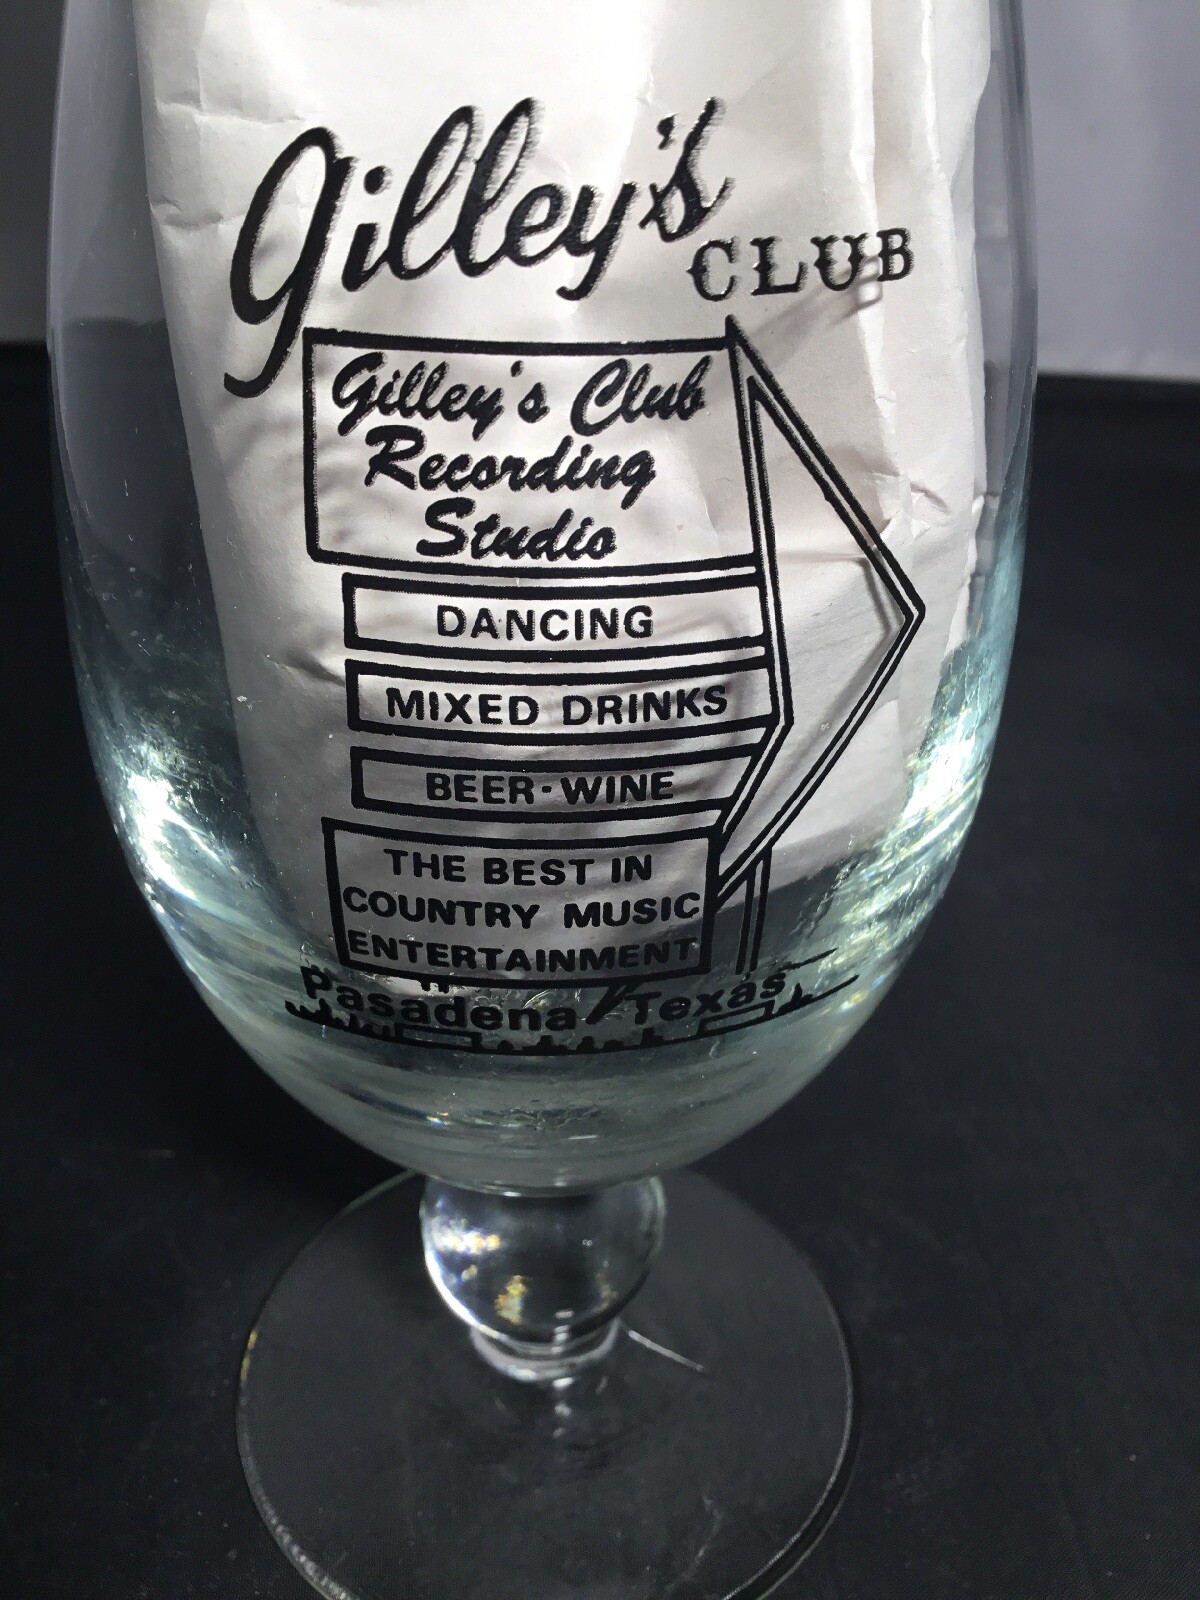 Gilley's
CLUB
Gilley's Club
Recording
Studio
DANCING
MIXED DRINKS
BEER·WINE
THE BEST IN
COUNTRY MUSIC
ENTERTAINMENT
Pasadena Texas